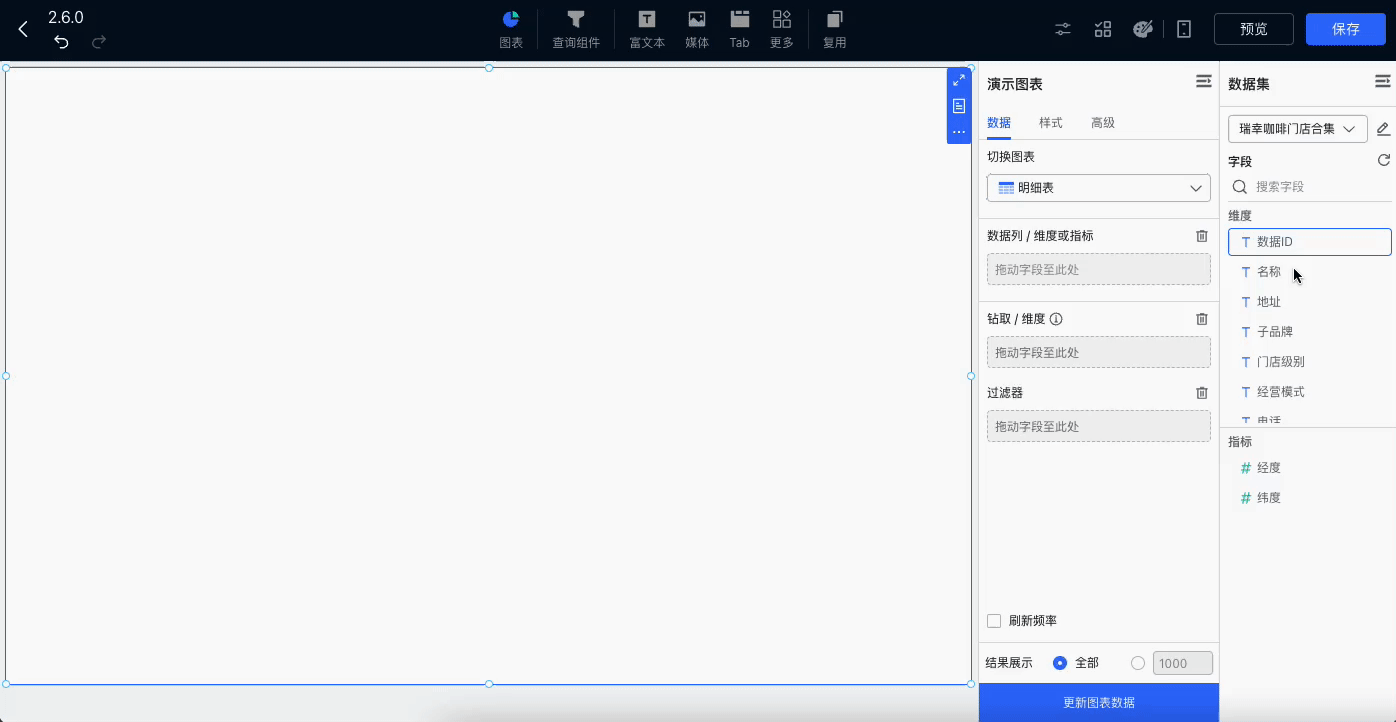 2.6.0
图表
查询组件
富文本
媒体
Tab
更多
复用
预览
保存
演示图表
数据
样式
高级
切换图表
明细表
数据列 / 维度或指标
拖动字段至此处
钻取 / 维度
拖动字段至此处
过滤器
拖动字段至此处
刷新频率
结果展示
全部
1000
更新图表数据
数据集
瑞幸咖啡门店合集
字段
搜索字段
维度
T 数据ID
T 名称
T 地址
T 子品牌
T 门店级别
T 经营模式
T 电话
指标
# 经度
# 纬度